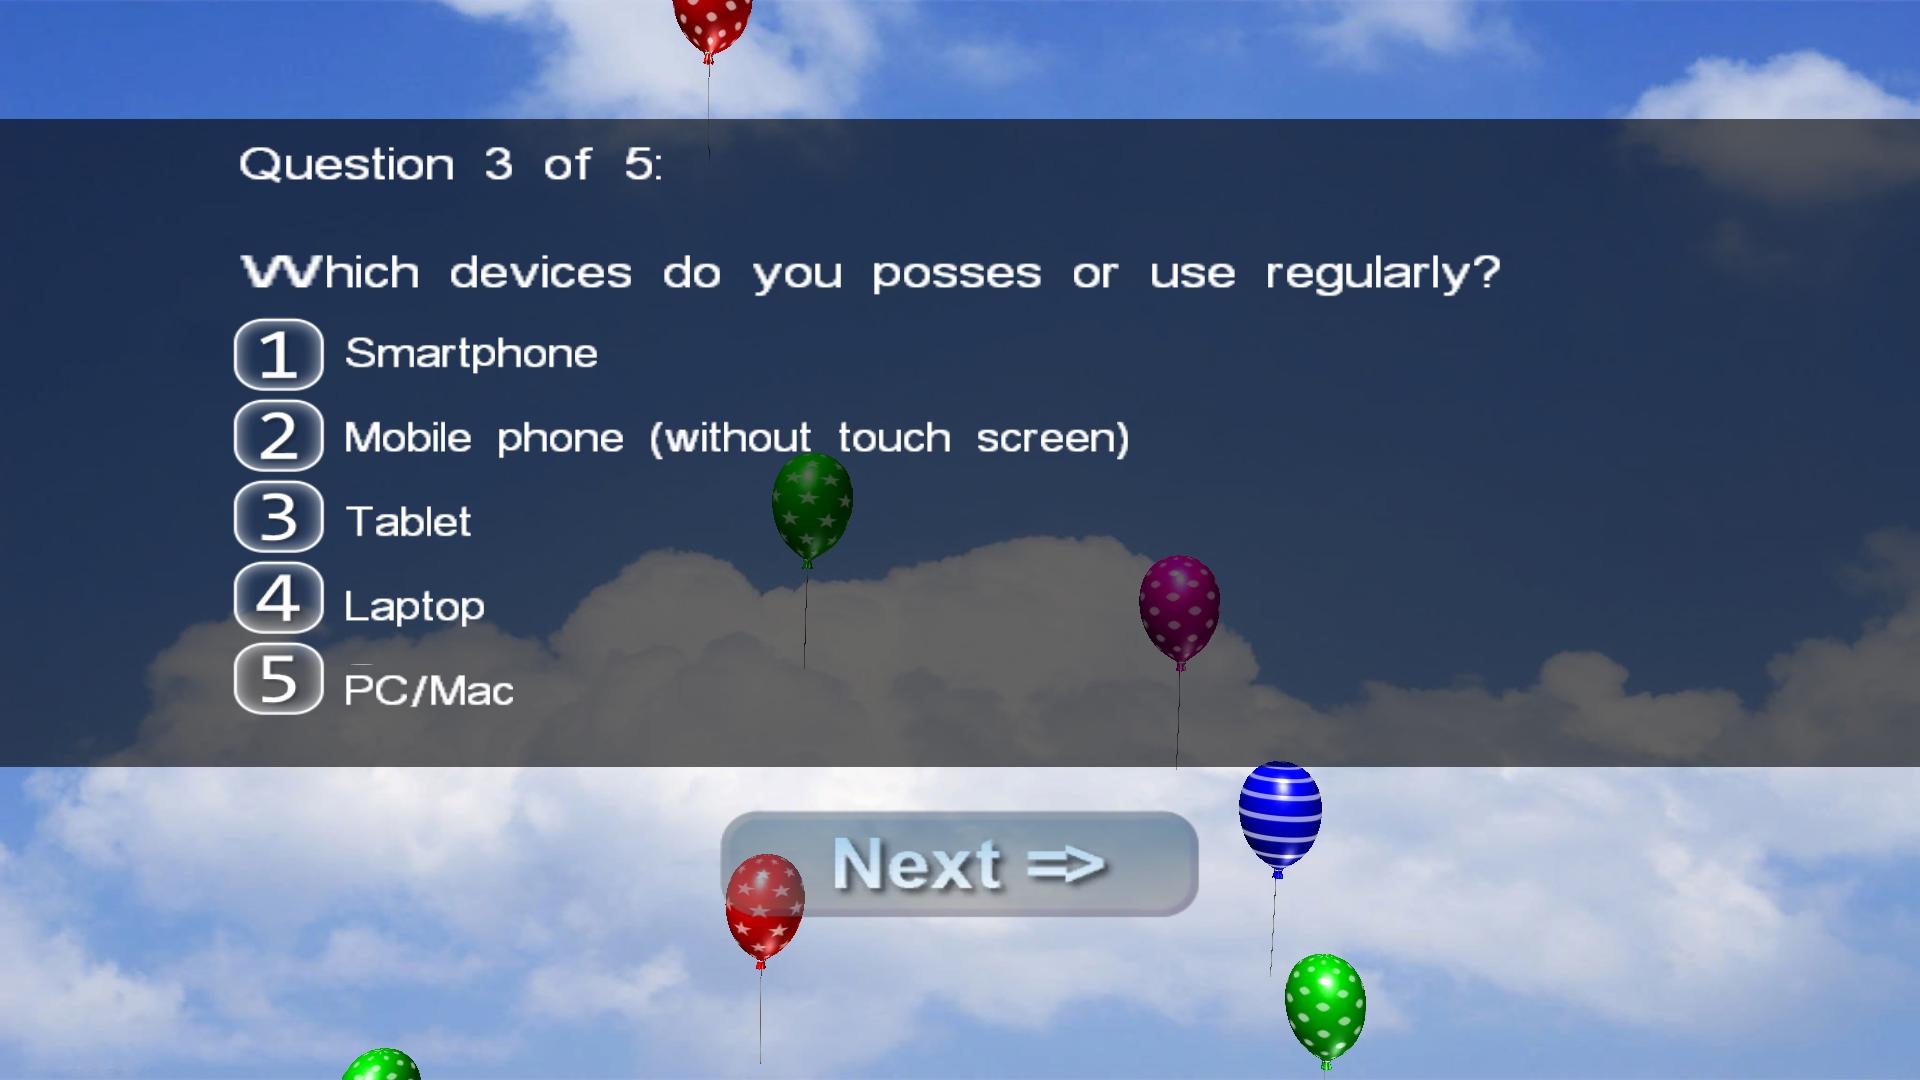 Question 3 of 5:
Which devices do you posses or use regularly?
1 Smartphone
2 Mobile phone (without touch screen)
3 Tablet
4 Laptop
5 PC/Mac
Next =>